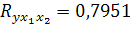 R_{yx_1x_2} = 0,7951